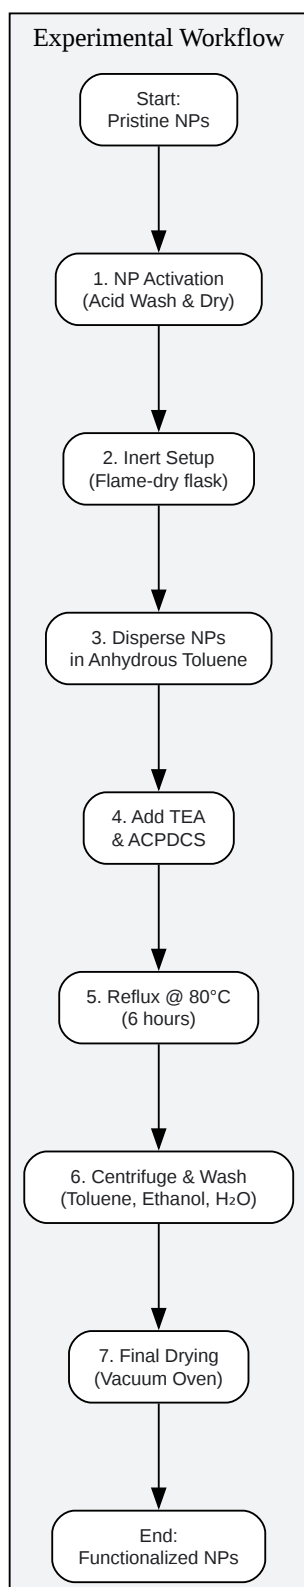 Experimental Workflow
Start:
Pristine NPs
1. NP Activation
(Acid Wash & Dry)
2. Inert Setup
(Flame-dry flask)
3. Disperse NPs
in Anhydrous Toluene
4. Add TEA
& ACPDCS
5. Reflux @ 80°C
(6 hours)
6. Centrifuge & Wash
(Toluene, Ethanol, H₂O)
7. Final Drying
(Vacuum Oven)
End:
Functionalized NPs